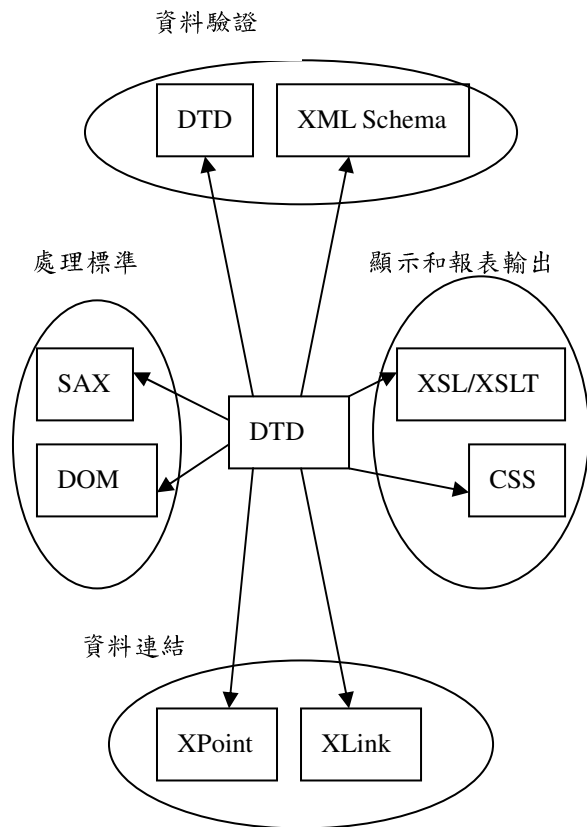 資料驗證
DTD
XML Schema
處理標準
顯示和報表輸出
SAX
XSL/XSLT
DTD
DOM
CSS
資料連結
XPoint
XLink